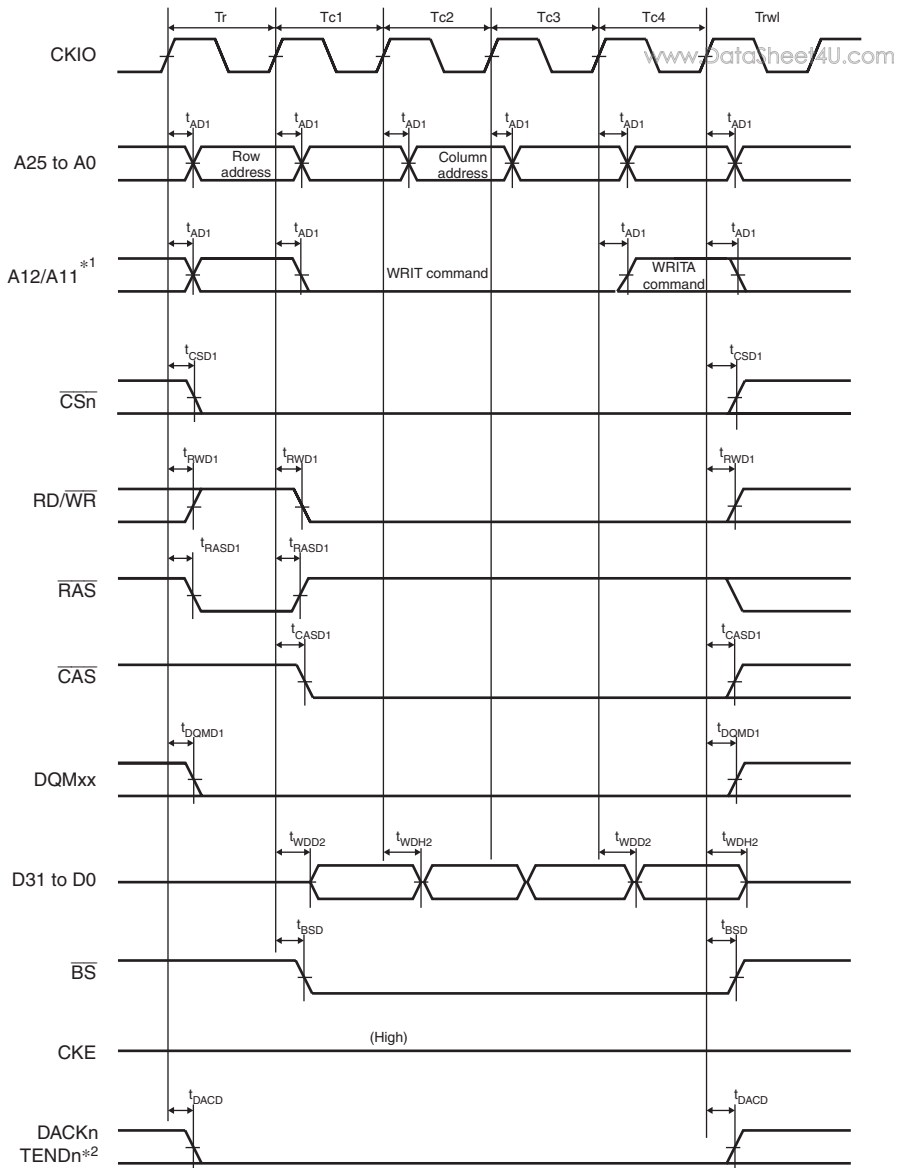 Tr Tc1 Tc2 Tc3 Tc4 Trwl
CKIO
www.DataSheet4U.com
tAD1 tAD1 tAD1 tAD1 tAD1 tAD1
A25 to A0
Row address
Column address
tAD1 tAD1 tAD1 tAD1
A12/A11*1
WRIT command
WRITA command
tCSD1 tCSD1
CSn
tRWD1 tRWD1 tRWD1
RD/WR
tRASD1 tRASD1
RAS
tCASD1 tCASD1
CAS
tDQMD1 tDQMD1
DQMxx
tWDD2 tWDH2 tWDD2 tWDH2
D31 to D0
tBSD tBSD
BS
(High)
CKE
tDACD tDACD
DACKn
TENDn*2